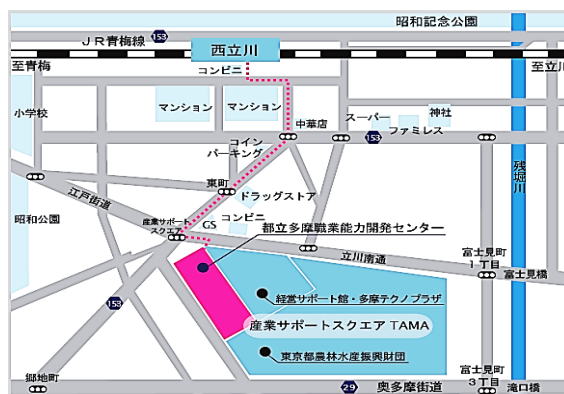 昭和記念公園
153
JR青梅線
西立川
至青梅
至立川
コンビニ
小学校
マンション
マンション
中華店
スーパー
神社
153
ファミレス
コイン
パーキング
残堀川
東町
ドラッグストア
江戸街道
昭和公園
産業サポート
スクエア
GS
コンビニ
都立多摩職業能力開発センター
立川南通
富士見町
1丁目
富士見橋
経営サポート館・多摩テクノプラザ
153
産業サポートスクエア TAMA
東京都農林水産振興財団
郷地町
29
奥多摩街道
富士見町
3丁目
滝口橋